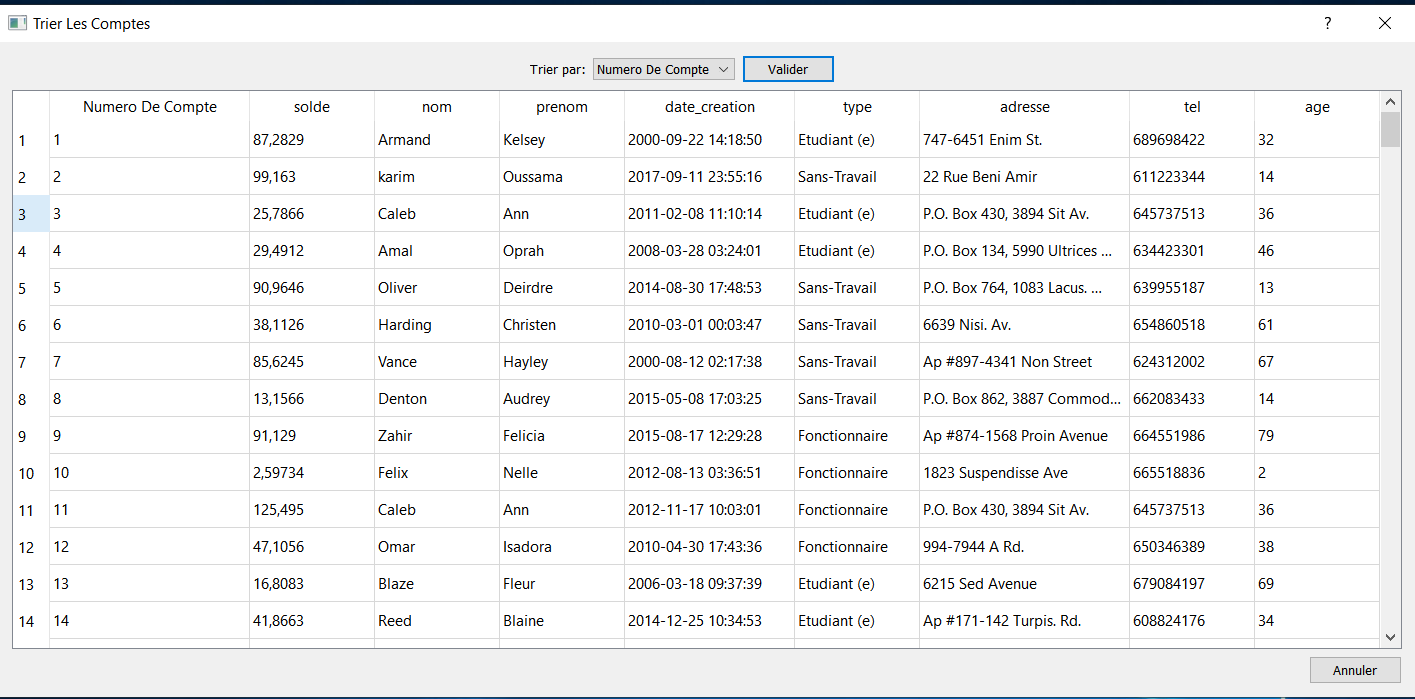 Trier Les Comptes ?
Trier par: Numero De Compte Valider
Numero De Compte solde nom prenom date_creation type adresse tel age
1 1 87,2829 Armand Kelsey 2000-09-22 14:18:50 Etudiant (e) 747-6451 Enim St. 689698422 32
2 2 99,163 karim Oussama 2017-09-11 23:55:16 Sans-Travail 22 Rue Beni Amir 611223344 14
3 3 25,7866 Caleb Ann 2011-02-08 11:10:14 Etudiant (e) P.O. Box 430, 3894 Sit Av. 645737513 36
4 4 29,4912 Amal Oprah 2008-03-28 03:24:01 Etudiant (e) P.O. Box 134, 5990 Ultrices ... 634423301 46
5 5 90,9646 Oliver Deirdre 2014-08-30 17:48:53 Sans-Travail P.O. Box 764, 1083 Lacus. ... 639955187 13
6 6 38,1126 Harding Christen 2010-03-01 00:03:47 Sans-Travail 6639 Nisi. Av. 654860518 61
7 7 85,6245 Vance Hayley 2000-08-12 02:17:38 Sans-Travail Ap #897-4341 Non Street 624312002 67
8 8 13,1566 Denton Audrey 2015-05-08 17:03:25 Sans-Travail P.O. Box 862, 3887 Commod... 662083433 14
9 9 91,129 Zahir Felicia 2015-08-17 12:29:28 Fonctionnaire Ap #874-1568 Proin Avenue 664551986 79
10 10 2,59734 Felix Nelle 2012-08-13 03:36:51 Fonctionnaire 1823 Suspendisse Ave 665518836 2
11 11 125,495 Caleb Ann 2012-11-17 10:03:01 Fonctionnaire P.O. Box 430, 3894 Sit Av. 645737513 36
12 12 47,1056 Omar Isadora 2010-04-30 17:43:36 Fonctionnaire 994-7944 A Rd. 650346389 38
13 13 16,8083 Blaze Fleur 2006-03-18 09:37:39 Etudiant (e) 6215 Sed Avenue 679084197 69
14 14 41,8663 Reed Blaine 2014-12-25 10:34:53 Etudiant (e) Ap #171-142 Turpis. Rd. 608824176 34
Annuler